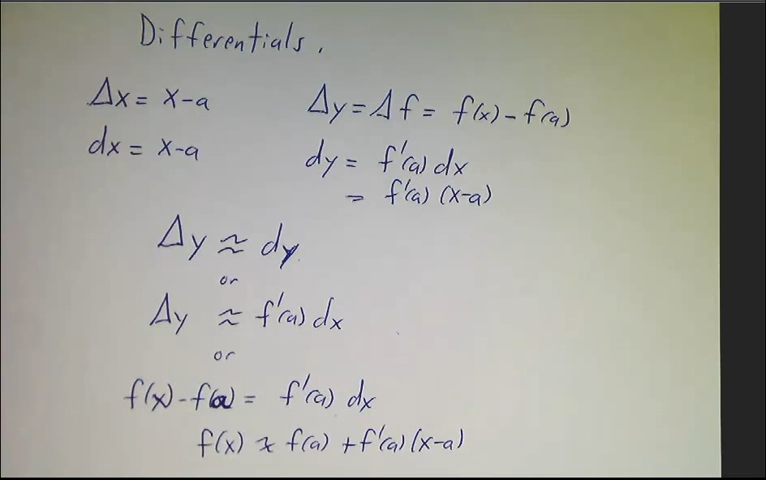 Differentials.
Δx = x-a    Δy = Δf = f(x) - f(a)
dx = x-a    dy = f'(a) dx
= f'(a) (x-a)
Δy ≈ dy
or
Δy ≈ f'(a) dx
or
f(x) - f(a) = f'(a) dx
f(x) ≈ f(a) + f'(a) (x-a)